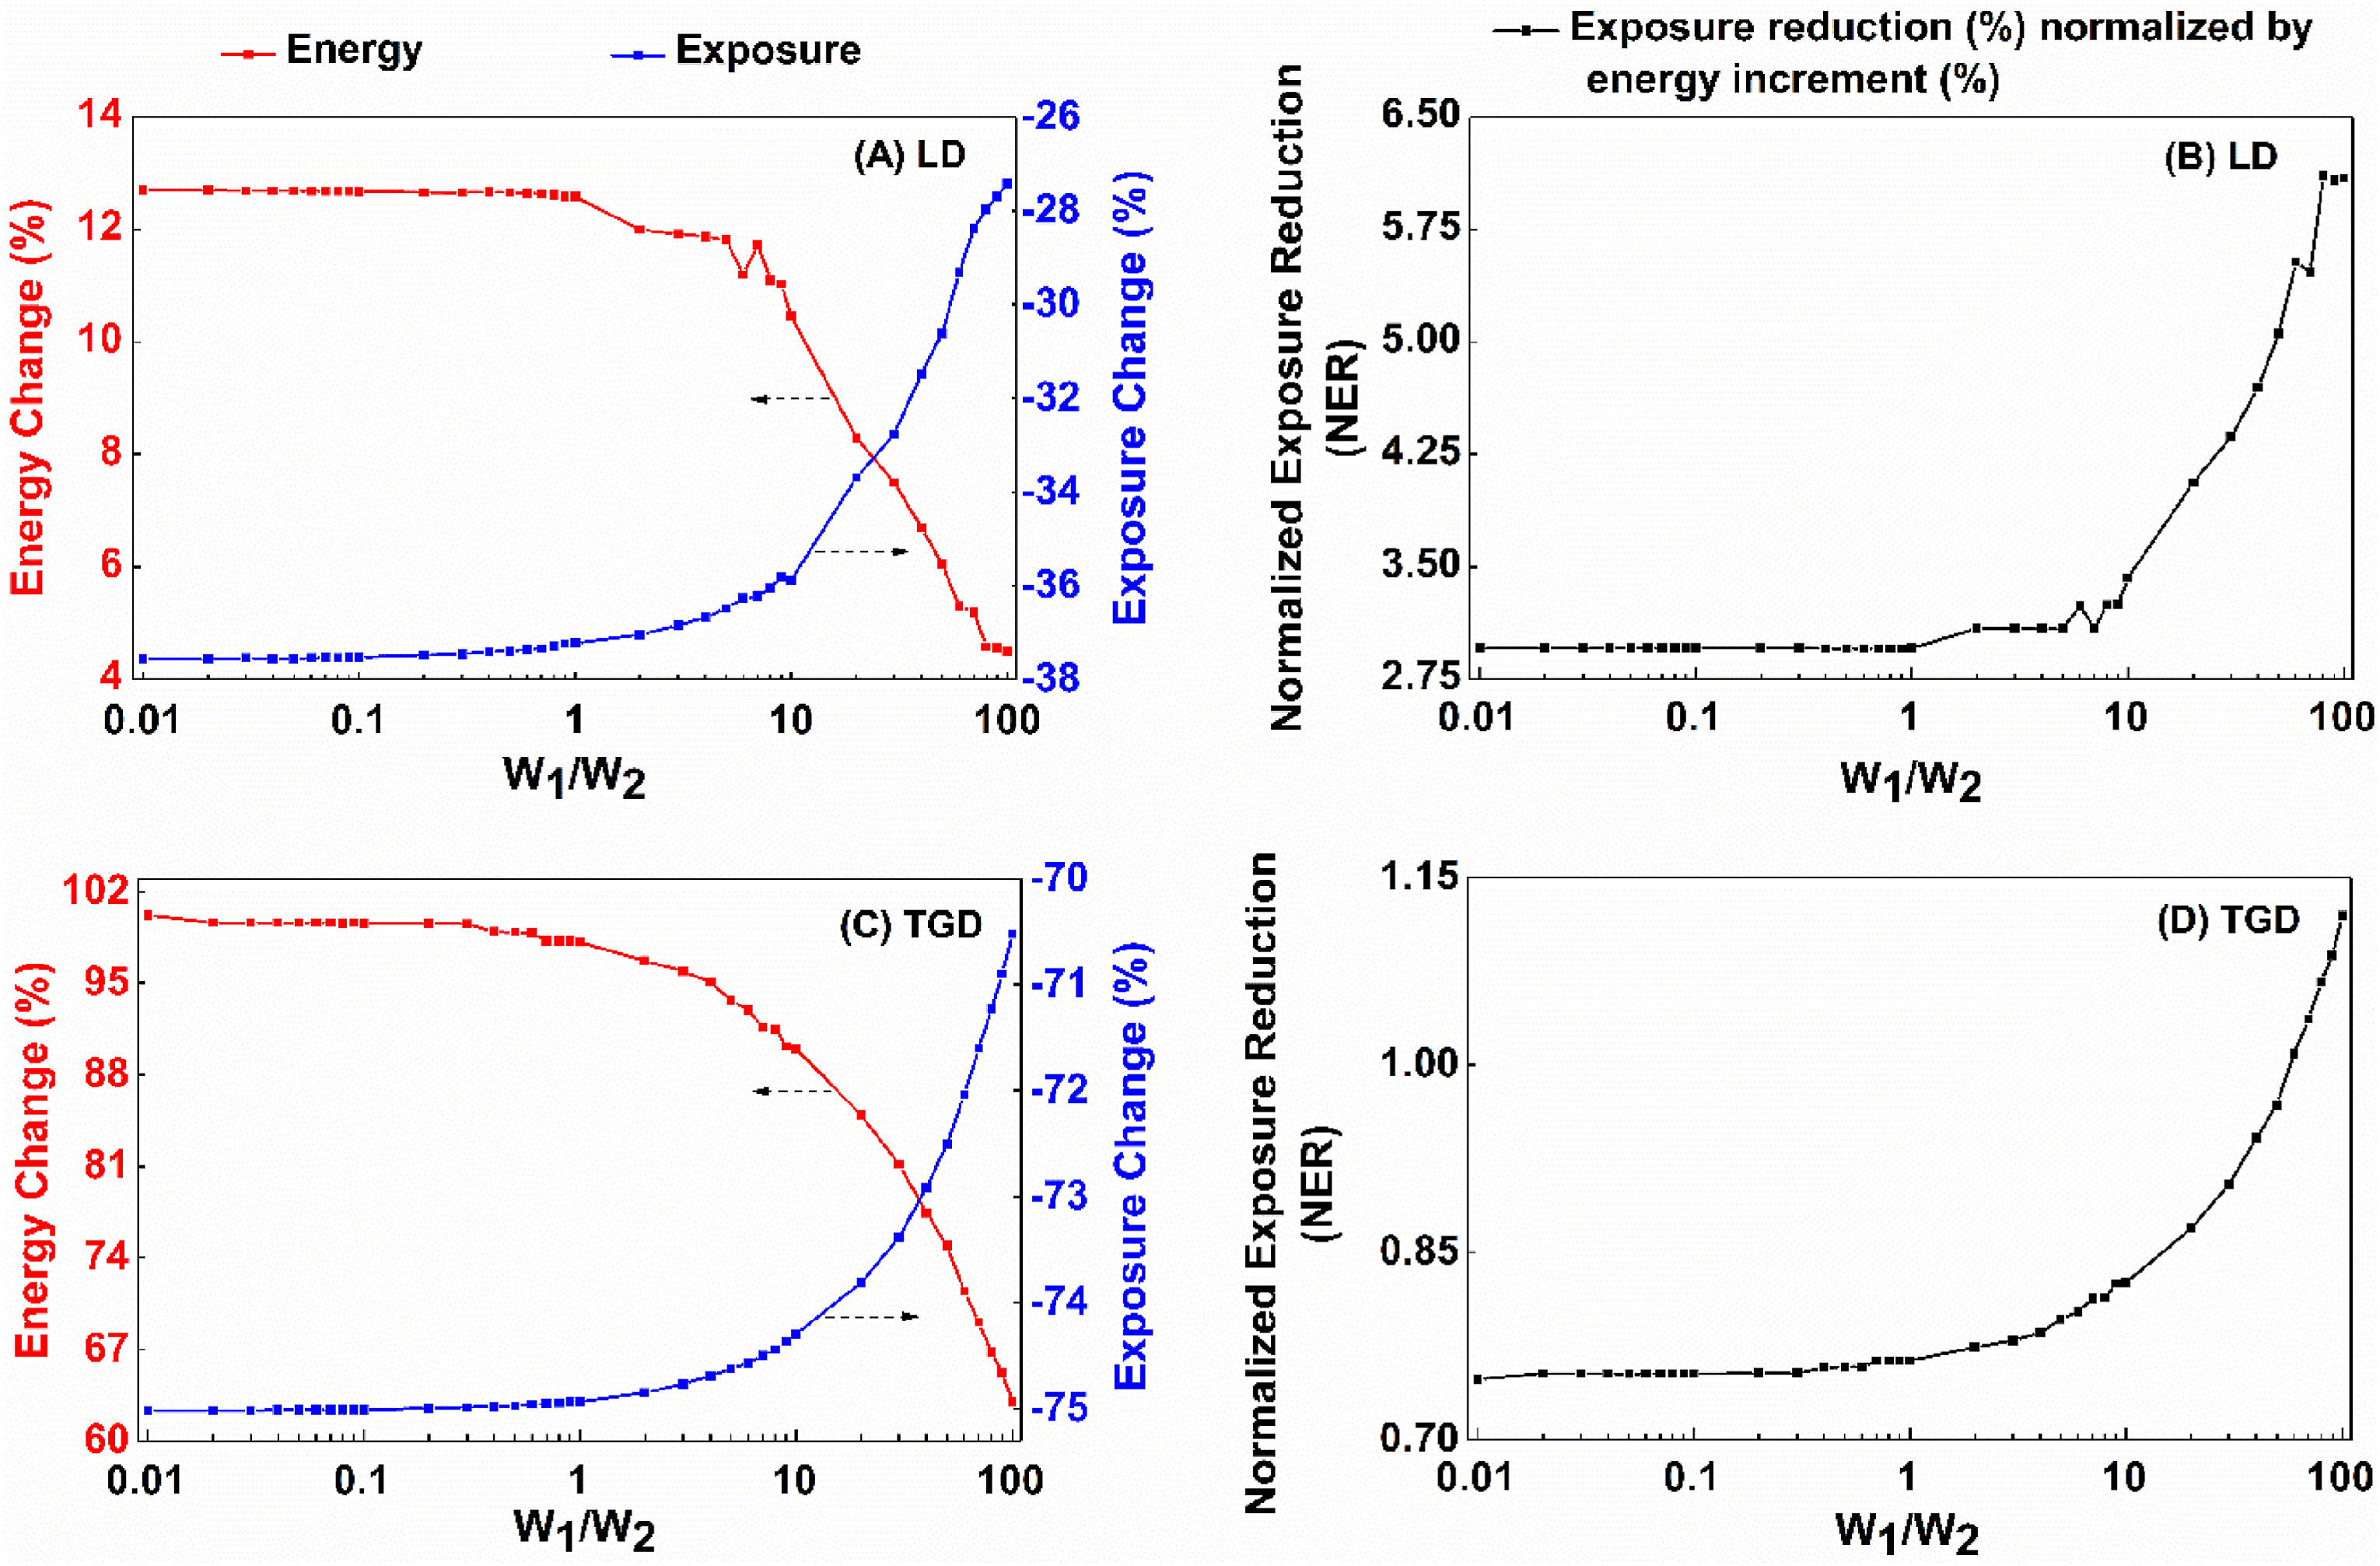 Energy
Exposure
Exposure reduction (%) normalized by
energy increment (%)
14
12
10
8
6
4
Energy Change (%)
(A) LD
-26
-28
-30
-32
-34
-36
-38
Exposure Change (%)
0.01 0.1 1 10 100
W1/W2
Normalized Exposure Reduction
(NER)
6.50
5.75
5.00
4.25
3.50
2.75
(B) LD
0.01 0.1 1 10 100
W1/W2
102
95
88
81
74
67
60
Energy Change (%)
(C) TGD
-70
-71
-72
-73
-74
-75
Exposure Change (%)
0.01 0.1 1 10 100
W1/W2
Normalized Exposure Reduction
(NER)
1.15
1.00
0.85
0.70
(D) TGD
0.01 0.1 1 10 100
W1/W2